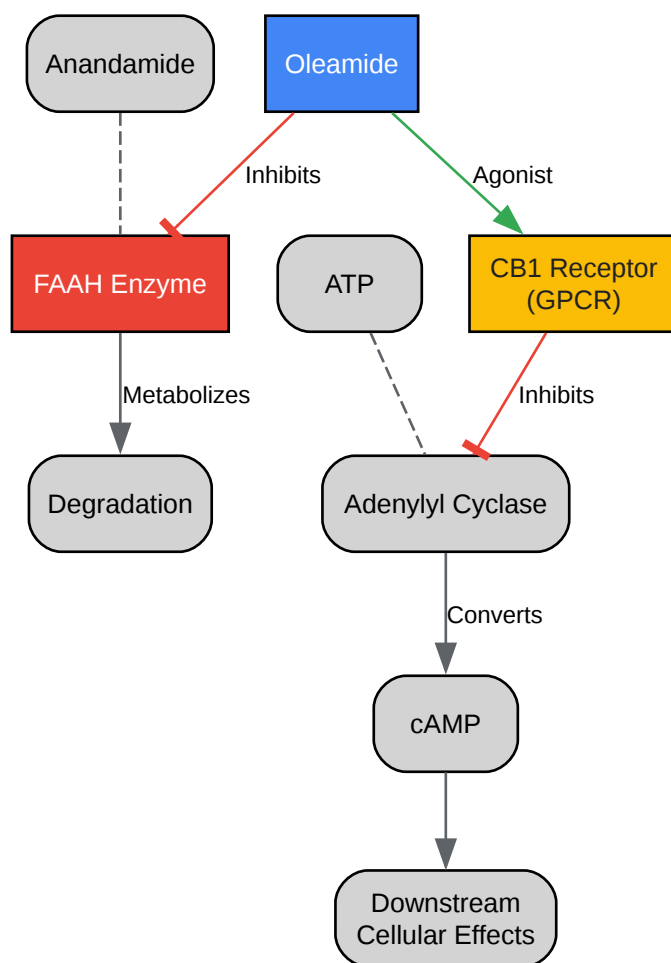 Anandamide
Oleamide
Inhibits
Agonist
FAAH Enzyme
ATP
CB1 Receptor
(GPCR)
Metabolizes
Inhibits
Degradation
Adenylyl Cyclase
Converts
cAMP
Downstream
Cellular Effects